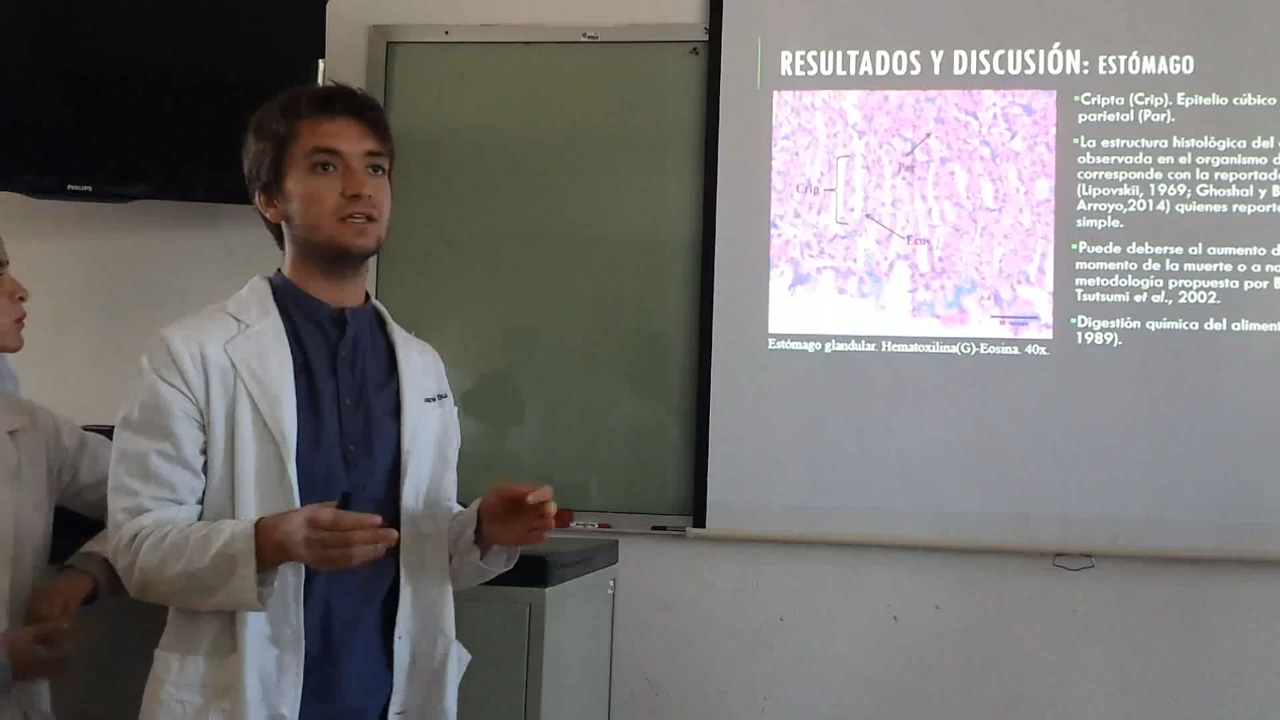 PHILIPS
RESULTADOS Y DISCUSIÓN: ESTÓMAGO
Crip
Par
Ecus
Estómago glandular. Hematoxilina(G)-Eosina. 40x.
Cripta (Crip). Epitelio cúbico
parietal (Par).
La estructura histológica del
observada en el organismo d
corresponde con la reportad
(Lipovskii, 1969; Ghoshal y B
Arroyo,2014) quienes report
simple.
Puede deberse al aumento d
momento de la muerte o a no
metodología propuesta por B
Tsutsumi et al., 2002.
Digestión química del aliment
1989).